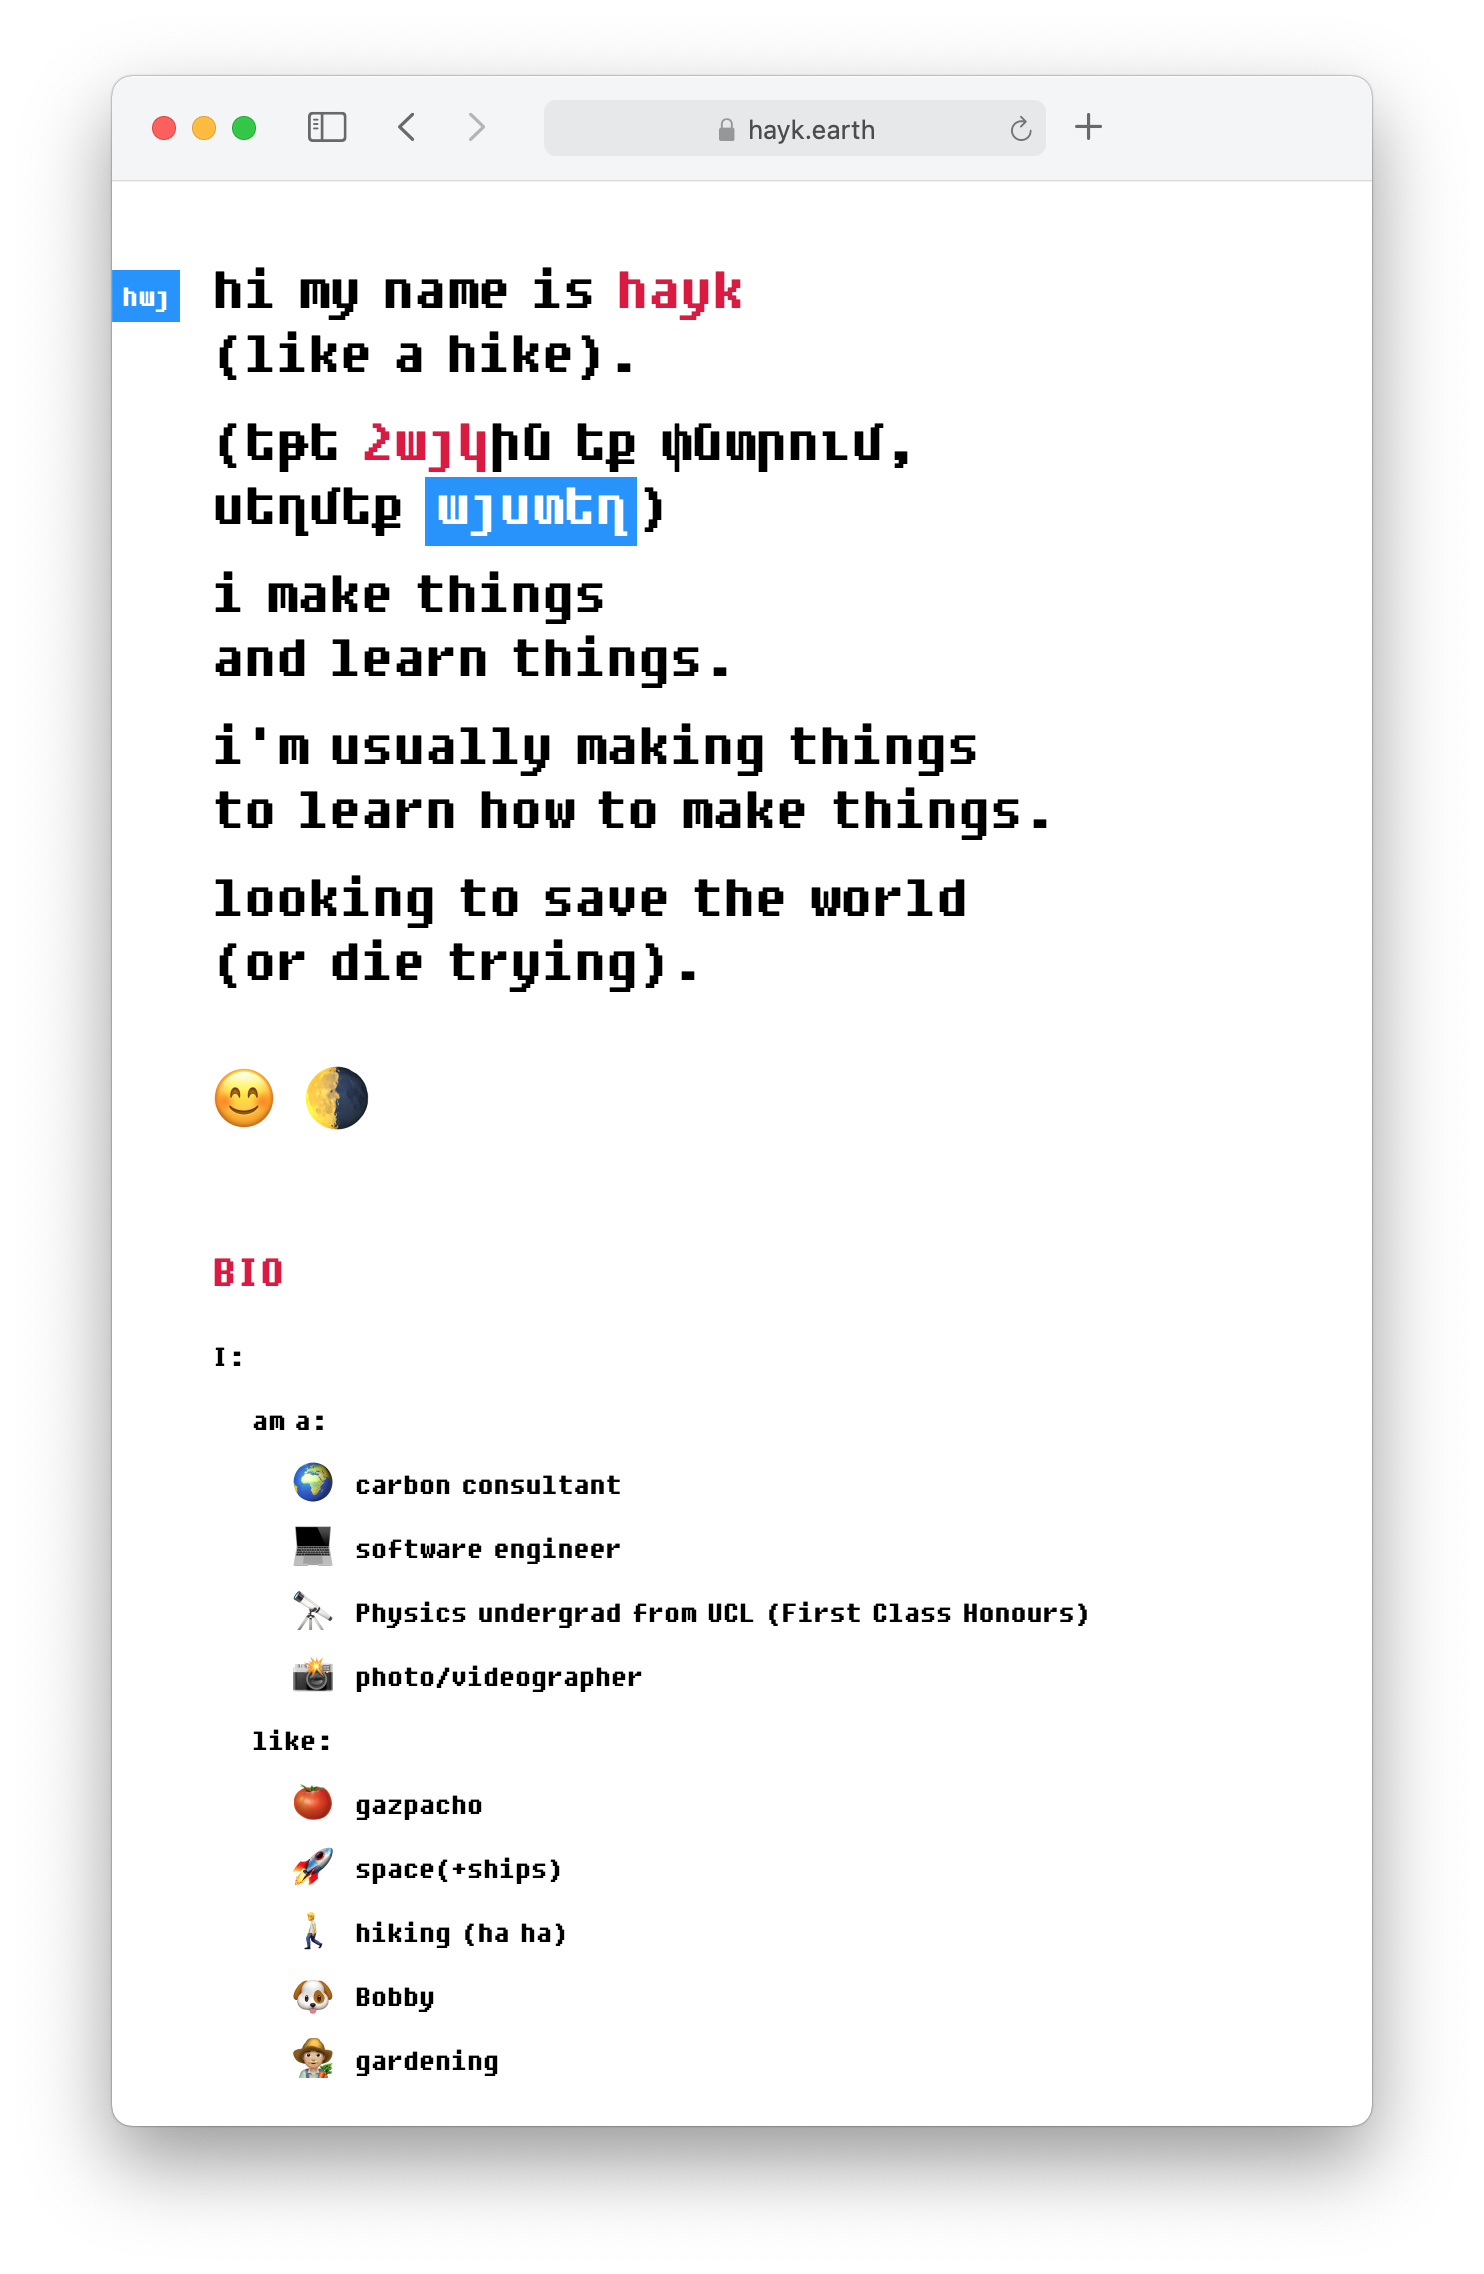 hayk.earth
հայ
hi my name is hayk
(like a hike).
(եթե Հայկին եք փնտրում,
սեղմեք այստեղ)
i make things
and learn things.
i'm usually making things
to learn how to make things.
looking to save the world
(or die trying).
BIO
I:
am a:
carbon consultant
software engineer
Physics undergrad from UCL (First Class Honours)
photo/videographer
like:
gazpacho
space(+ships)
hiking (ha ha)
Bobby
gardening